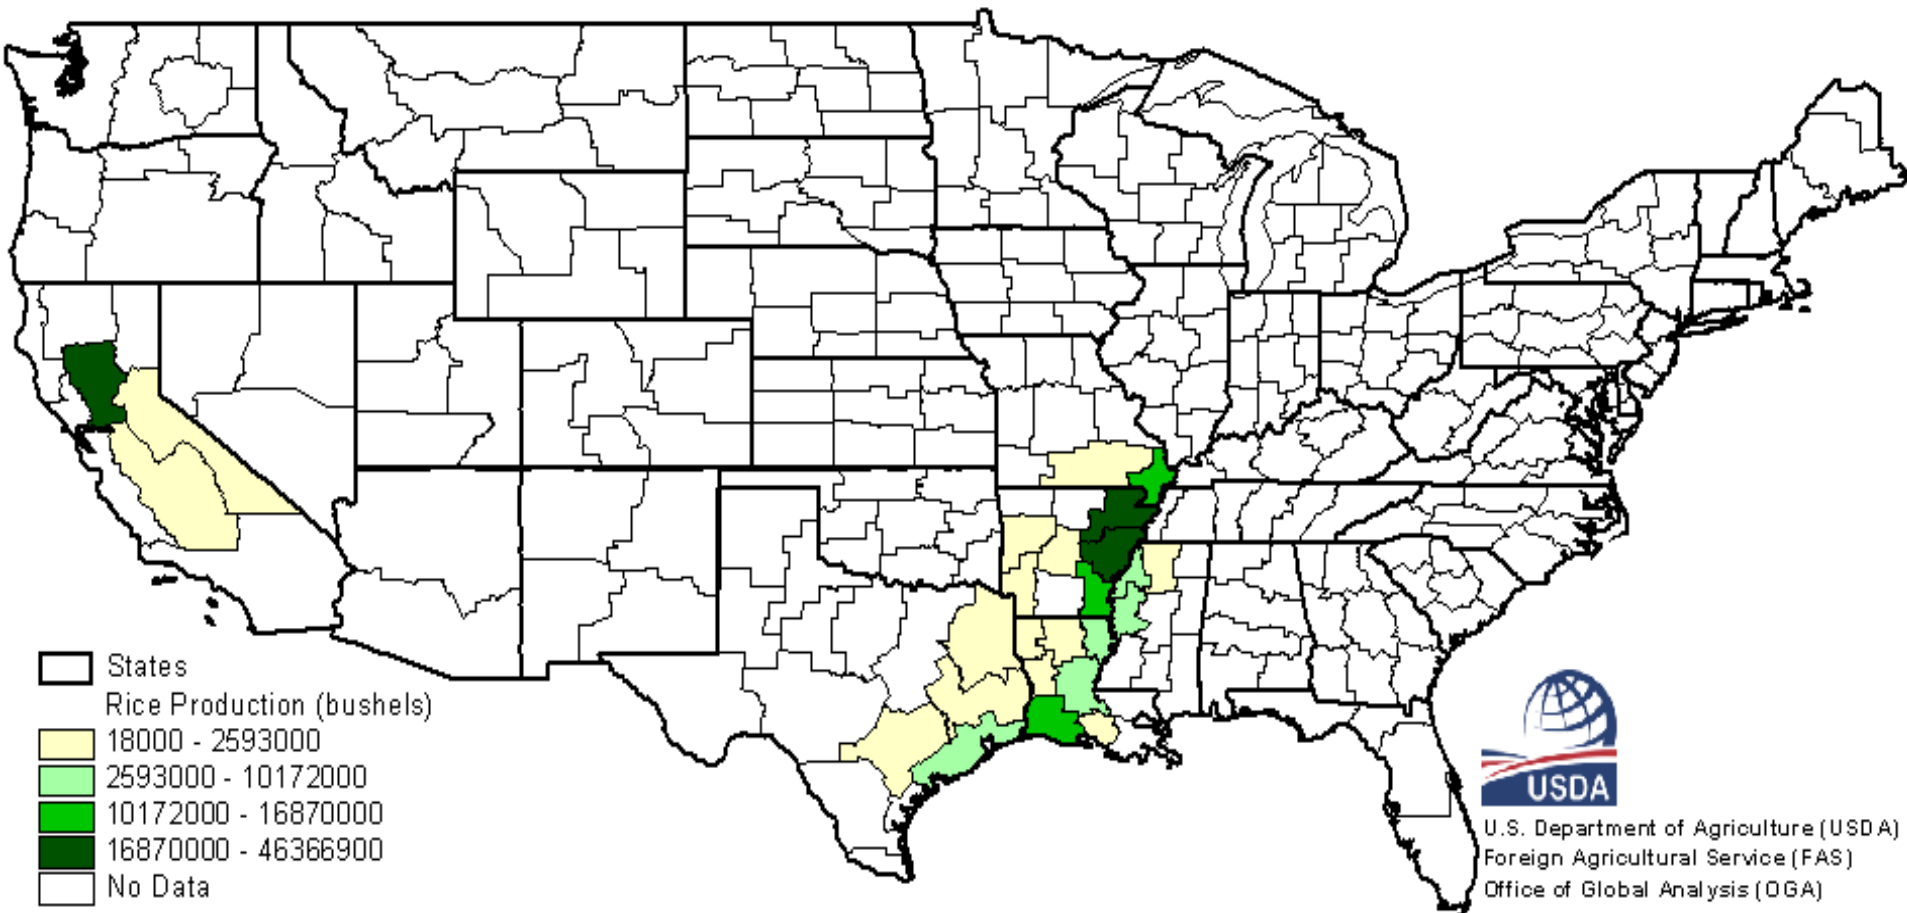 States
Rice Production (bushels)
18000 - 2593000
2593000 - 10172000
10172000 - 16870000
16870000 - 46366900
No Data
USDA
U.S. Department of Agriculture (USDA)
Foreign Agricultural Service (FAS)
Office of Global Analysis (OGA)